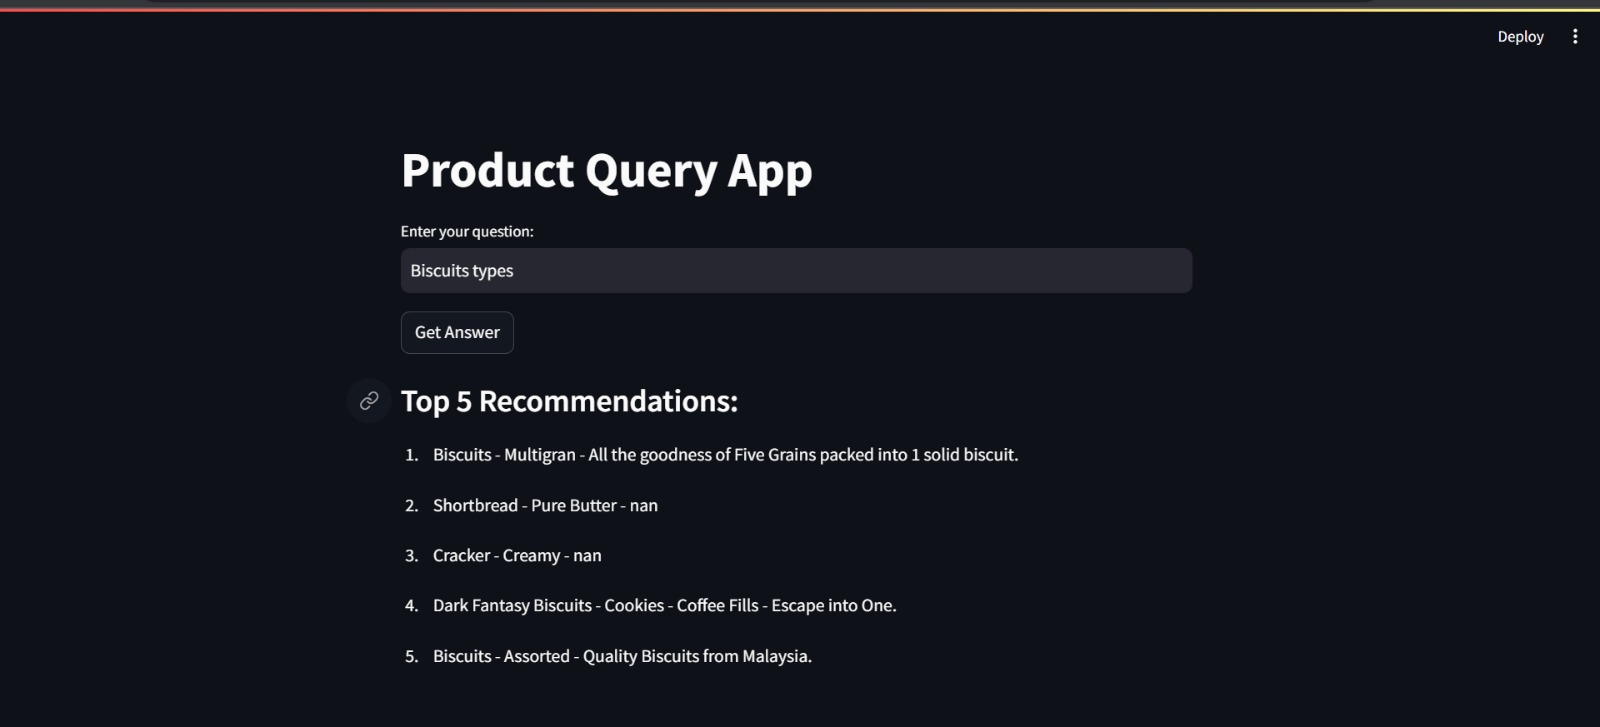 Deploy
Product Query App
Enter your question:
Biscuits types
Get Answer
Top 5 Recommendations:
1. Biscuits - Multigran - All the goodness of Five Grains packed into 1 solid biscuit.
2. Shortbread - Pure Butter - nan
3. Cracker - Creamy - nan
4. Dark Fantasy Biscuits - Cookies - Coffee Fills - Escape into One.
5. Biscuits - Assorted - Quality Biscuits from Malaysia.